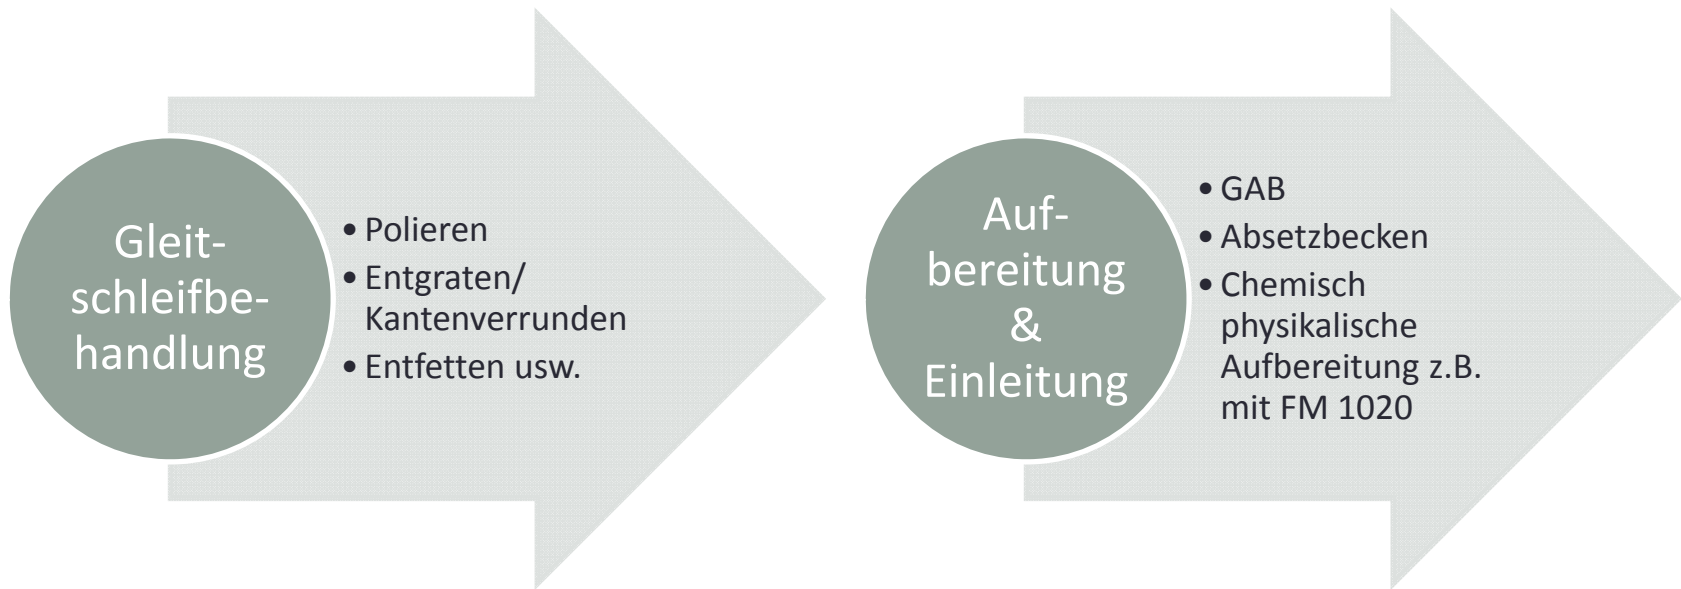 Gleit-
schleifbe-
handlung
• Polieren
• Entgraten/
Kantenverrunden
• Entfetten usw.
Auf-
bereitung
&
Einleitung
• GAB
• Absetzbecken
• Chemisch
physikalische
Aufbereitung z.B.
mit FM 1020